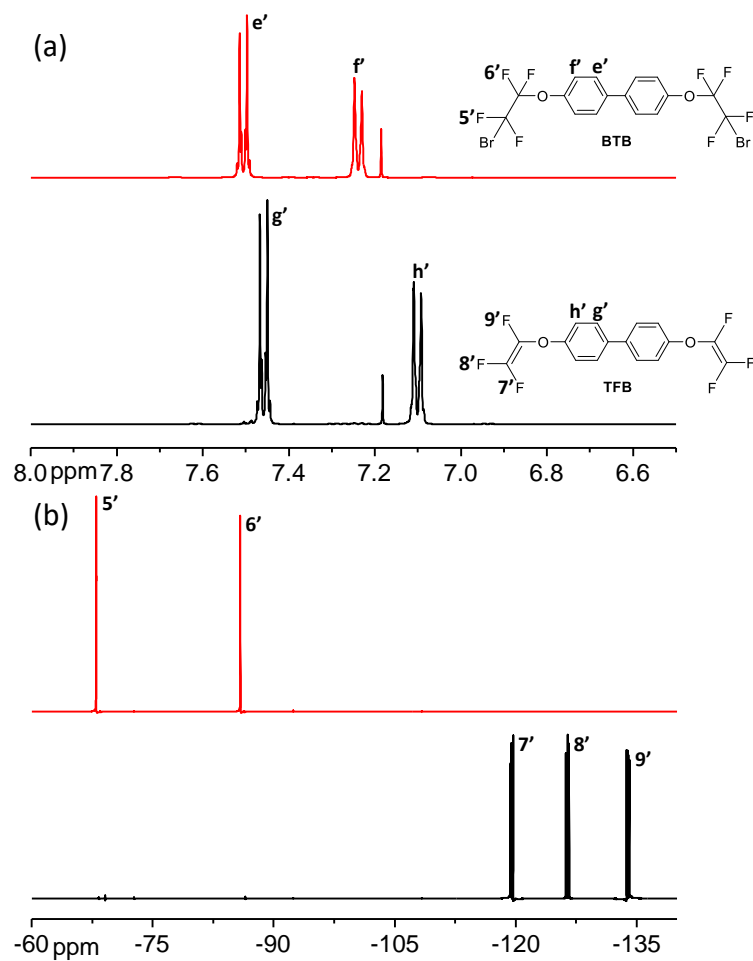 (a)
e’
f’
6’
F
F
f’
e’
F
F
5’
F
O
O
F
Br
F
F
Br
BTB
g’
h’
9’
F
h’
g’
F
8’
F
O
O
F
7’
F
TFB
F
8.0
ppm
7.8
7.6
7.4
7.2
7.0
6.8
6.6
(b)
5’
6’
7’
8’
9’
-60
ppm
-75
-90
-105
-120
-135